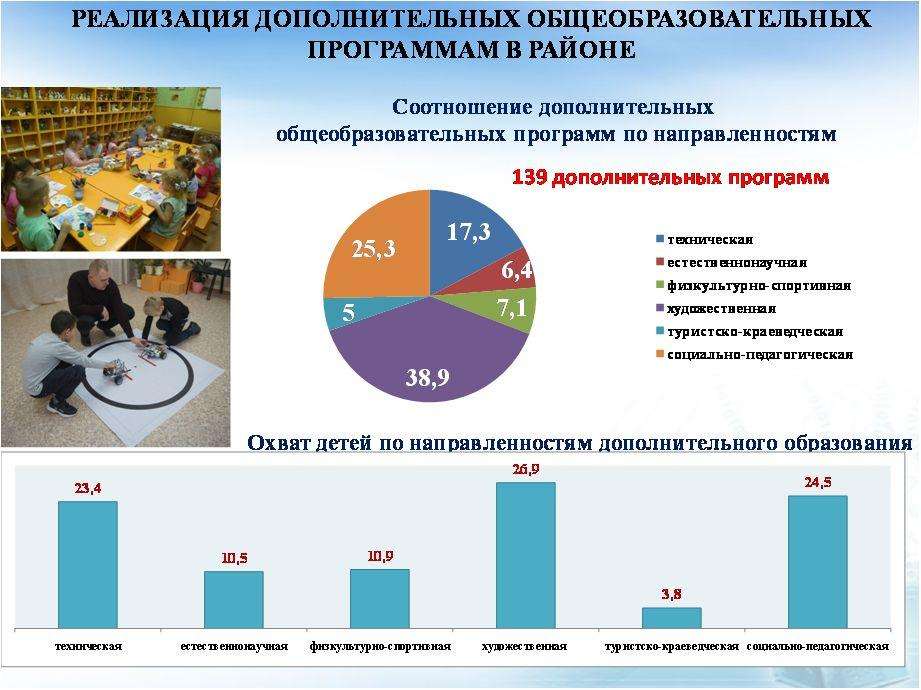 РЕАЛИЗАЦИЯ ДОПОЛНИТЕЛЬНЫХ ОБЩЕОБРАЗОВАТЕЛЬНЫХ
ПРОГРАММАМ В РАЙОНЕ
Соотношение дополнительных
общеобразовательных программ по направленностям
139 дополнительных программ
17,3
6,4
7,1
38,9
5
25,3
техническая
естественнонаучная
физкультурно-спортивная
художественная
туристско-краеведческая
социально-педагогическая
Охват детей по направленностям дополнительного образования
23,4
10,5
10,9
26,9
3,8
24,5
техническая
естественнонаучная
физкультурно-спортивная
художественная
туристско-краеведческая
социально-педагогическая